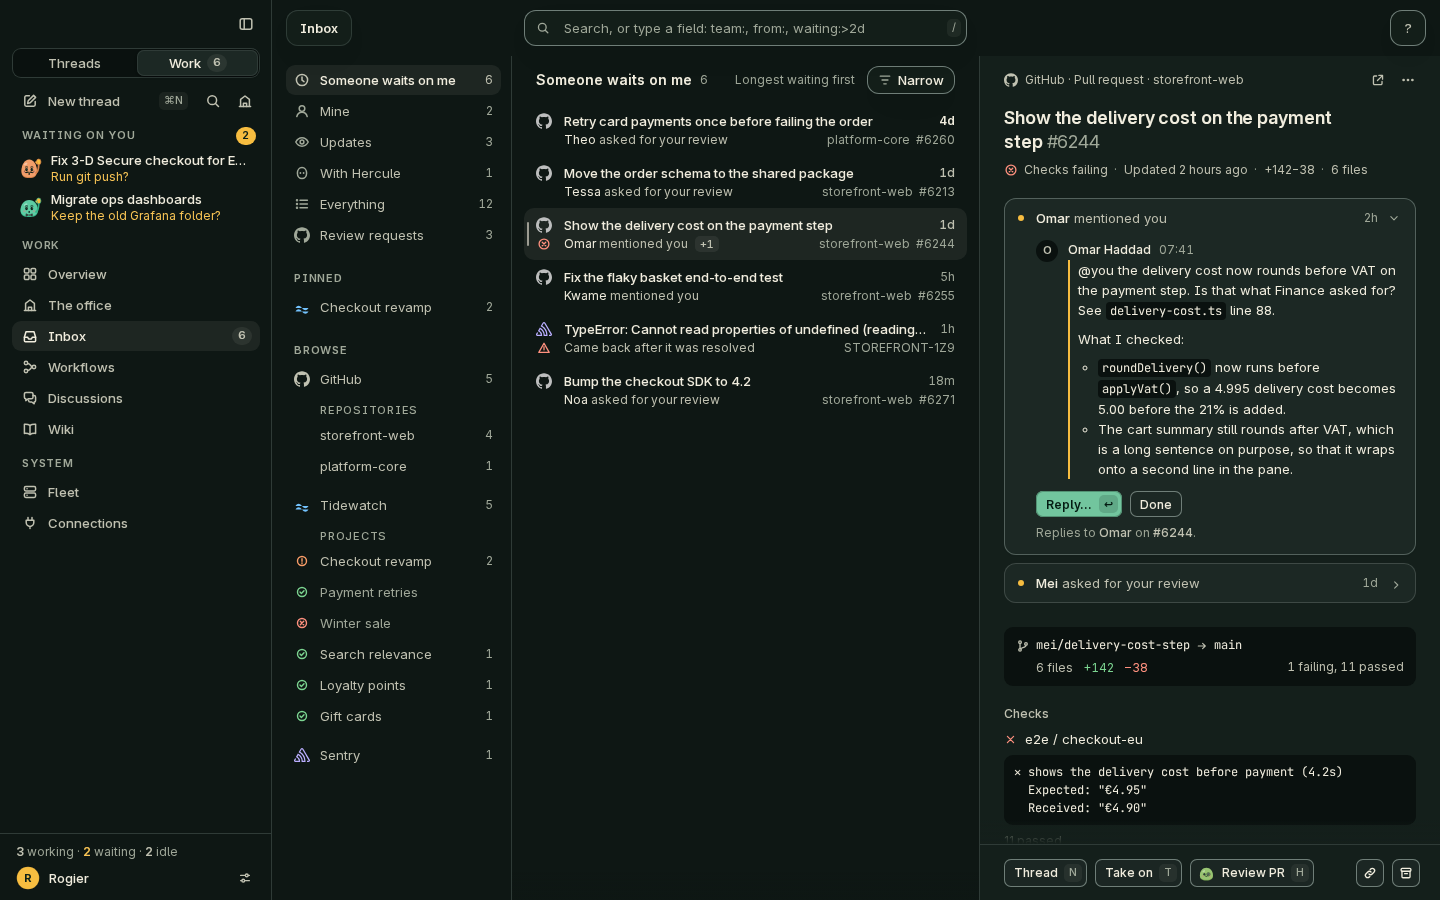 Threads
Work 6
New thread ⌘N
WAITING ON YOU 2
Fix 3-D Secure checkout for E…
Run git push?
Migrate ops dashboards
Keep the old Grafana folder?
WORK
Overview
The office
Inbox 6
Workflows
Discussions
Wiki
SYSTEM
Fleet
Connections
3 working · 2 waiting · 2 idle
R Rogier
Inbox
Someone waits on me 6
Mine 2
Updates 3
With Hercule 1
Everything 12
Review requests 3
PINNED
Checkout revamp 2
BROWSE
GitHub 5
REPOSITORIES
storefront-web 4
platform-core 1
Tidewatch 5
PROJECTS
Checkout revamp 2
Payment retries
Winter sale
Search relevance 1
Loyalty points 1
Gift cards 1
Sentry 1
Search, or type a field: team:, from:, waiting:>2d /
?
Someone waits on me 6 Longest waiting first Narrow
Retry card payments once before failing the order 4d
Theo asked for your review platform-core #6260
Move the order schema to the shared package 1d
Tessa asked for your review storefront-web #6213
Show the delivery cost on the payment step 1d
Omar mentioned you +1 storefront-web #6244
Fix the flaky basket end-to-end test 5h
Kwame mentioned you storefront-web #6255
TypeError: Cannot read properties of undefined (reading… 1h
Came back after it was resolved STOREFRONT-1Z9
Bump the checkout SDK to 4.2 18m
Noa asked for your review storefront-web #6271
GitHub · Pull request · storefront-web
Show the delivery cost on the payment
step #6244
Checks failing · Updated 2 hours ago · +142−38 · 6 files
Omar mentioned you 2h
O Omar Haddad 07:41
@you the delivery cost now rounds before VAT on
the payment step. Is that what Finance asked for?
See delivery-cost.ts line 88.
What I checked:
roundDelivery() now runs before
applyVat(), so a 4.995 delivery cost becomes
5.00 before the 21% is added.
The cart summary still rounds after VAT, which
is a long sentence on purpose, so that it wraps
onto a second line in the pane.
Reply… ↩ Done
Replies to Omar on #6244.
Mei asked for your review 1d
mei/delivery-cost-step → main
6 files +142 −38 1 failing, 11 passed
Checks
× e2e / checkout-eu
× shows the delivery cost before payment (4.2s)
Expected: "€4.95"
Received: "€4.90"
11 passed
Thread N Take on T Review PR H